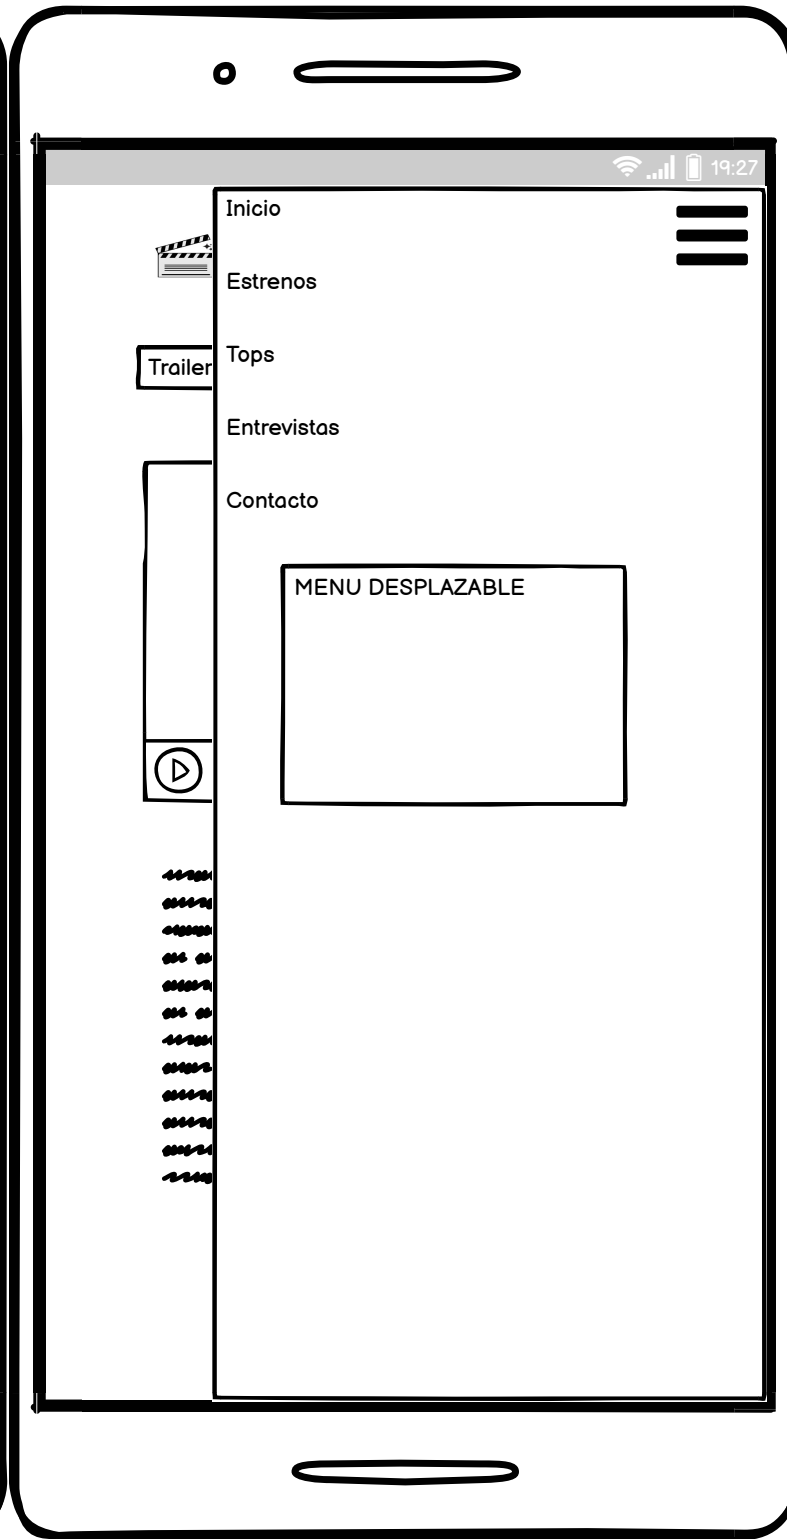 19:27
Inicio
Estrenos
Trailer
Tops
Entrevistas
Contacto
MENU DESPLAZABLE